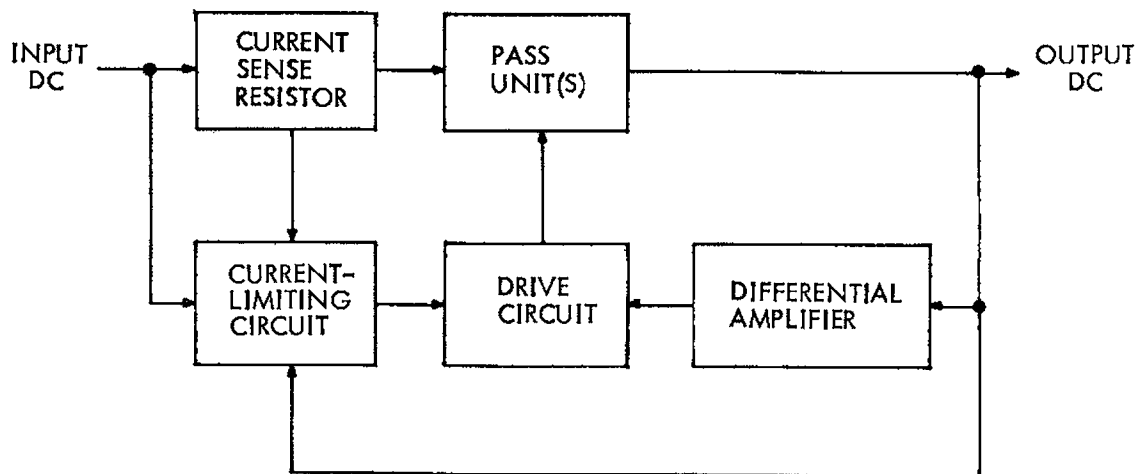 INPUT
DC
CURRENT
SENSE
RESISTOR
PASS
UNIT(S)
OUTPUT
DC
CURRENT-
LIMITING
CIRCUIT
DRIVE
CIRCUIT
DIFFERENTIAL
AMPLIFIER